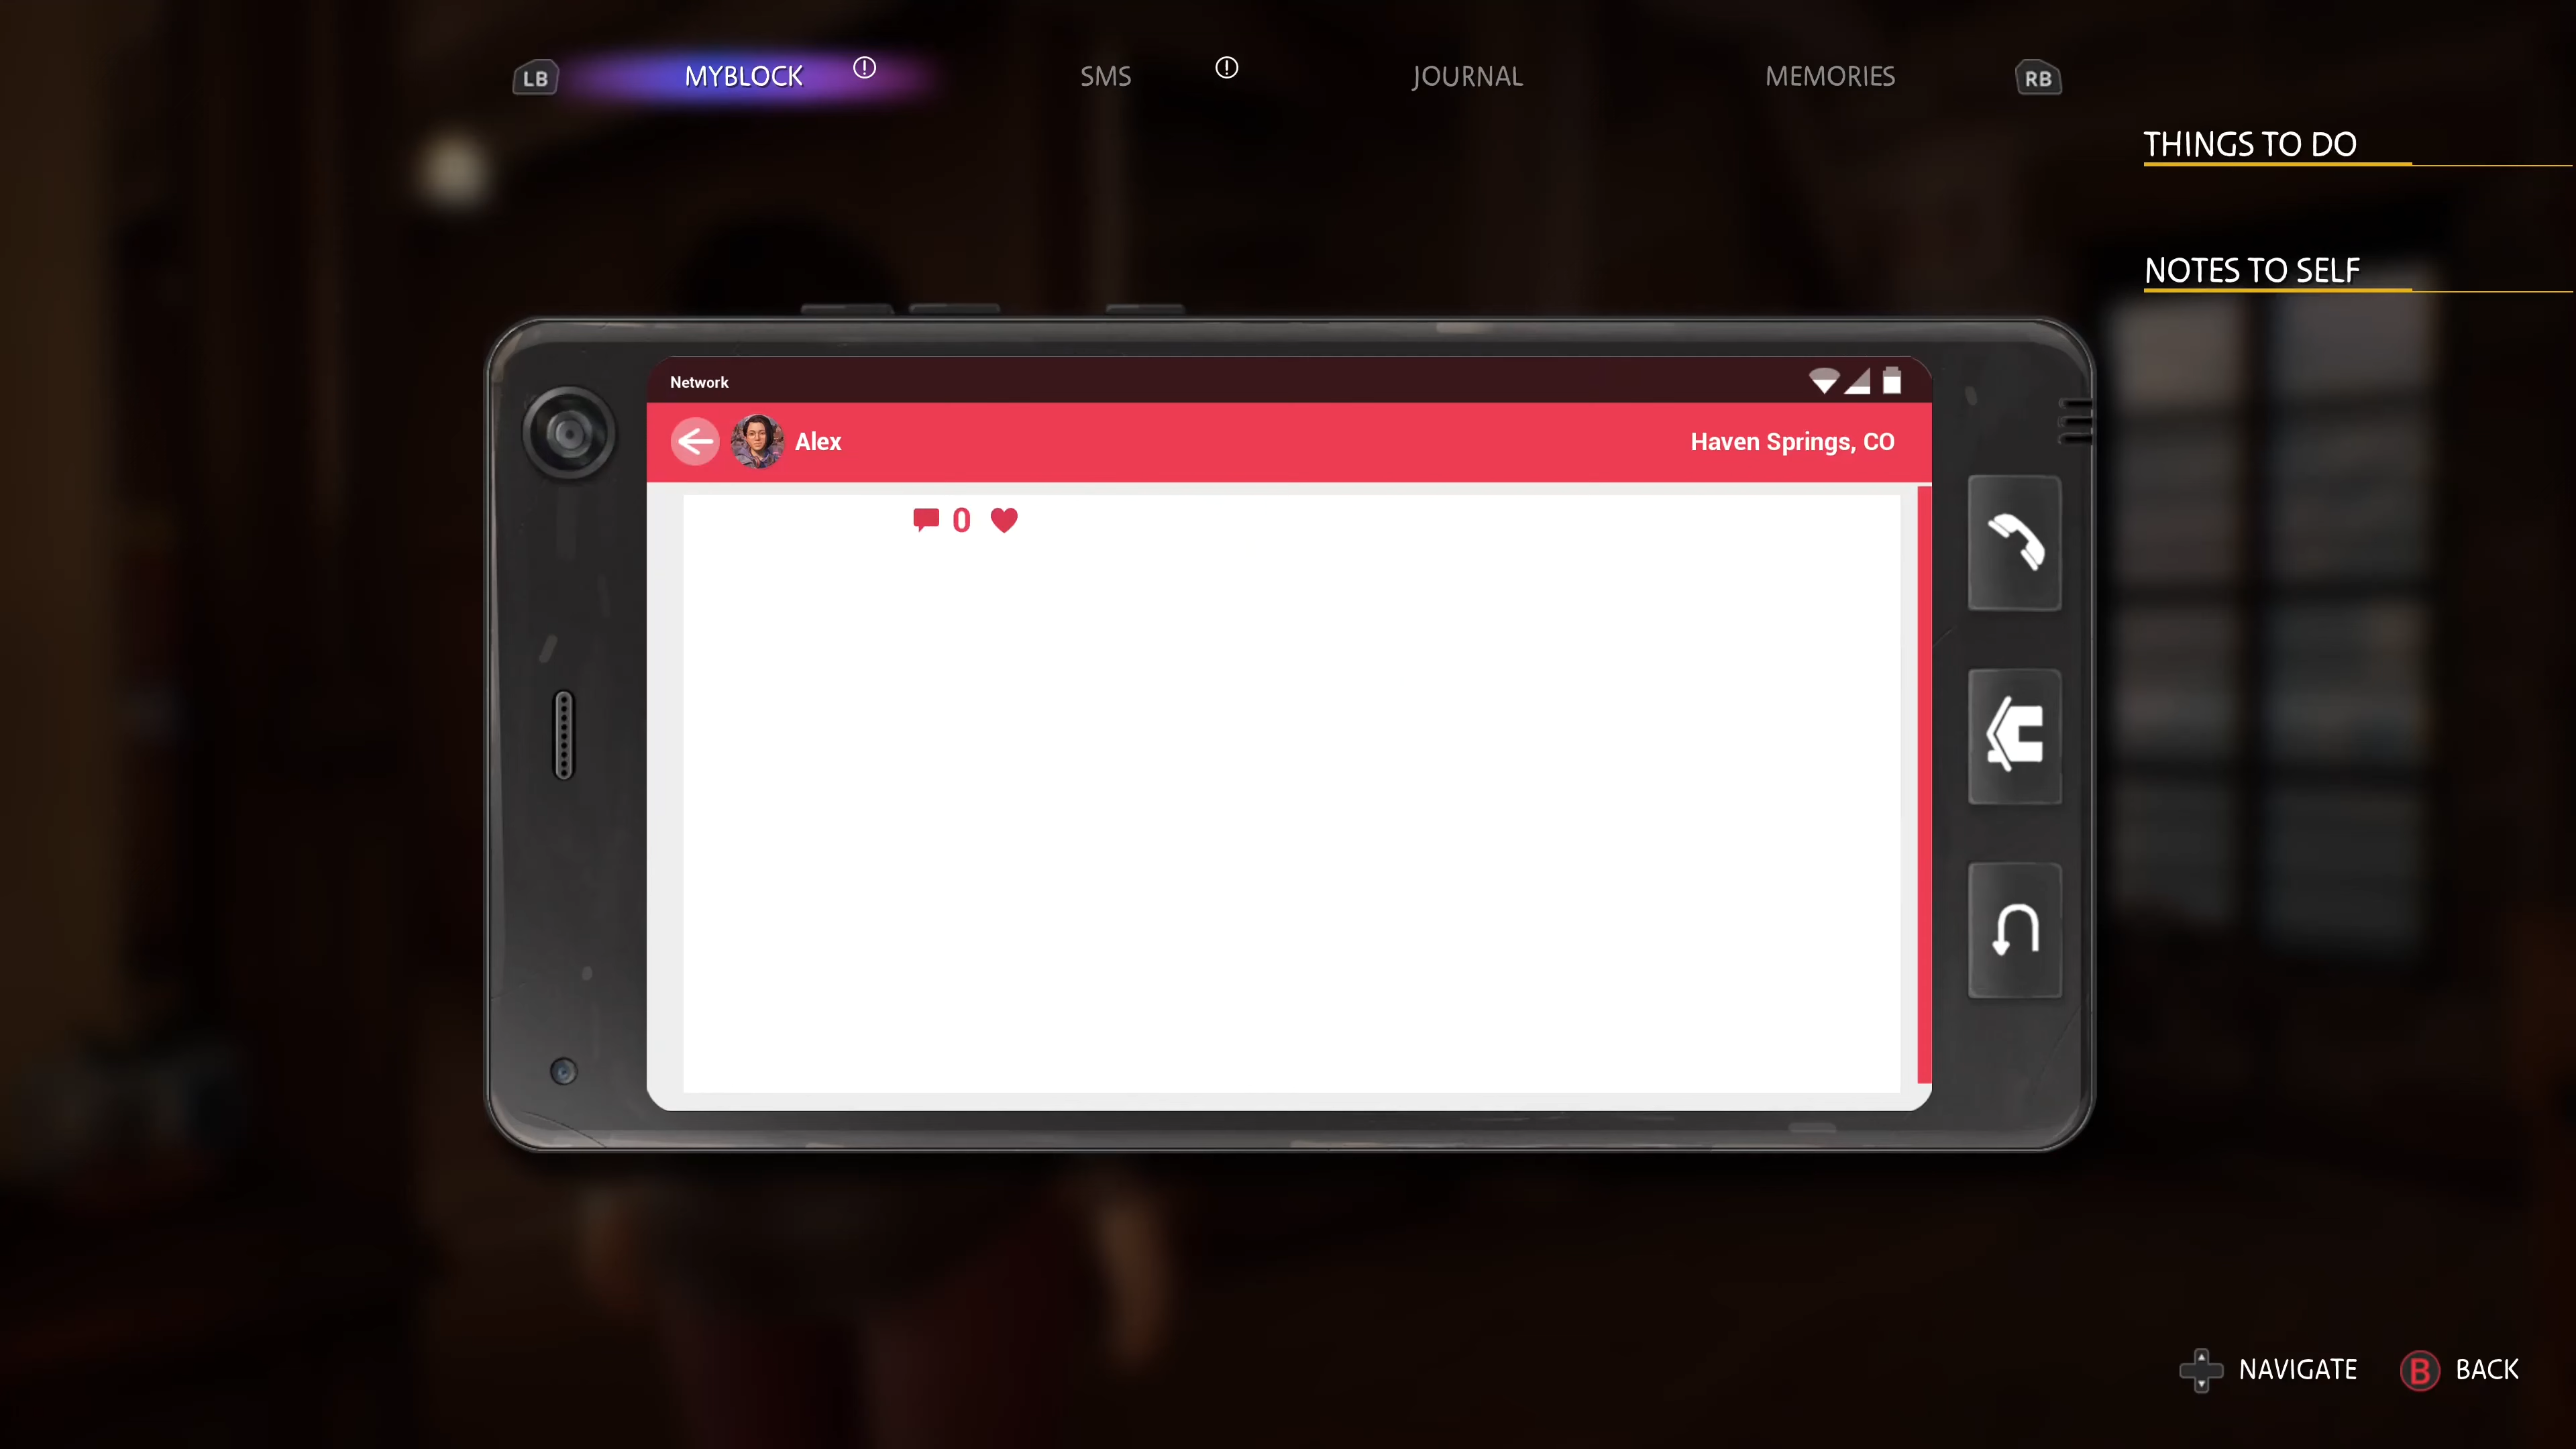 LB MYBLOCK SMS JOURNAL MEMORIES RB
THINGS TO DO
NOTES TO SELF
Network
Alex Haven Springs, CO
0
NAVIGATE B BACK